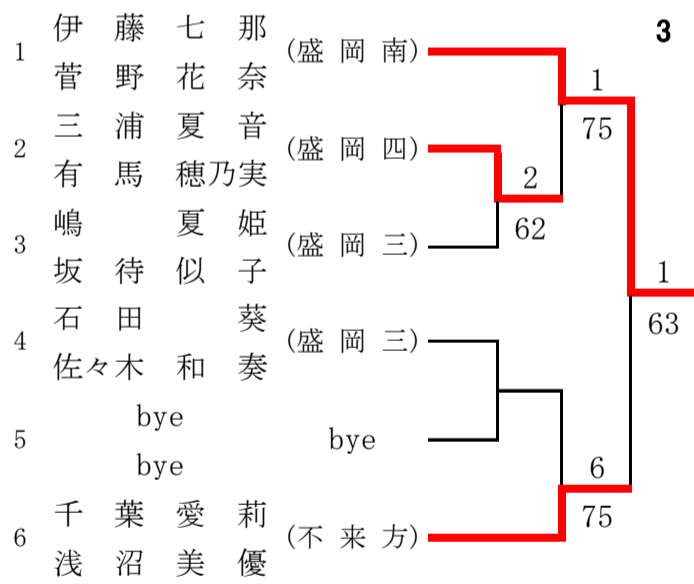 3
1 伊藤七那 (盛岡南)
菅野花奈
2 三浦夏音 (盛岡四)
有馬穂乃実
3 嶋夏姫 (盛岡三)
坂待似子
4 石田葵 (盛岡三)
佐々木和奏
5 bye bye
bye
6 千葉愛莉 (不来方)
浅沼美優
1
75
2
62
1
63
6
75